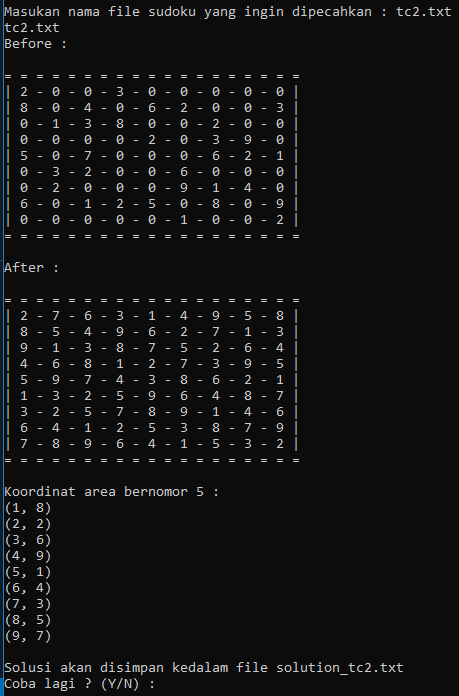 Masukan nama file sudoku yang ingin dipecahkan : tc2.txt
tc2.txt
Before :
= = = = = = = = = = = = = = = = = = =
| 2 - 0 - 0 - 3 - 0 - 0 - 0 - 0 - 0 |
| 8 - 0 - 4 - 0 - 6 - 2 - 0 - 0 - 3 |
| 0 - 1 - 3 - 8 - 0 - 0 - 2 - 0 - 0 |
| 0 - 0 - 0 - 0 - 2 - 0 - 3 - 9 - 0 |
| 5 - 0 - 7 - 0 - 0 - 0 - 6 - 2 - 1 |
| 0 - 3 - 2 - 0 - 0 - 6 - 0 - 0 - 0 |
| 0 - 2 - 0 - 0 - 0 - 9 - 1 - 4 - 0 |
| 6 - 0 - 1 - 2 - 5 - 0 - 8 - 0 - 9 |
| 0 - 0 - 0 - 0 - 0 - 1 - 0 - 0 - 2 |
= = = = = = = = = = = = = = = = = = =
After :
= = = = = = = = = = = = = = = = = = =
| 2 - 7 - 6 - 3 - 1 - 4 - 9 - 5 - 8 |
| 8 - 5 - 4 - 9 - 6 - 2 - 7 - 1 - 3 |
| 9 - 1 - 3 - 8 - 7 - 5 - 2 - 6 - 4 |
| 4 - 6 - 8 - 1 - 2 - 7 - 3 - 9 - 5 |
| 5 - 9 - 7 - 4 - 3 - 8 - 6 - 2 - 1 |
| 1 - 3 - 2 - 5 - 9 - 6 - 4 - 8 - 7 |
| 3 - 2 - 5 - 7 - 8 - 9 - 1 - 4 - 6 |
| 6 - 4 - 1 - 2 - 5 - 3 - 8 - 7 - 9 |
| 7 - 8 - 9 - 6 - 4 - 1 - 5 - 3 - 2 |
= = = = = = = = = = = = = = = = = = =
Koordinat area bernomor 5 :
(1, 8)
(2, 2)
(3, 6)
(4, 9)
(5, 1)
(6, 4)
(7, 3)
(8, 5)
(9, 7)
Solusi akan disimpan kedalam file solution_tc2.txt
Coba lagi ? (Y/N) :